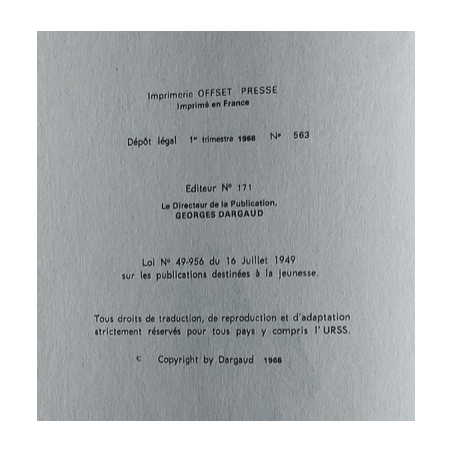 Imprimerie OFFSET PRESSE
Imprimé en France
Dépôt légal 1er trimestre 1966 N° 563
Editeur N° 171
Le Directeur de la Publication,
GEORGES DARGAUD
Loi N° 49-956 du 16 Juillet 1949
sur les publications destinées à la jeunesse.
Tous droits de traduction, de reproduction et d'adaptation
strictement réservés pour tous pays y compris l'URSS.
© Copyright by Dargaud 1966